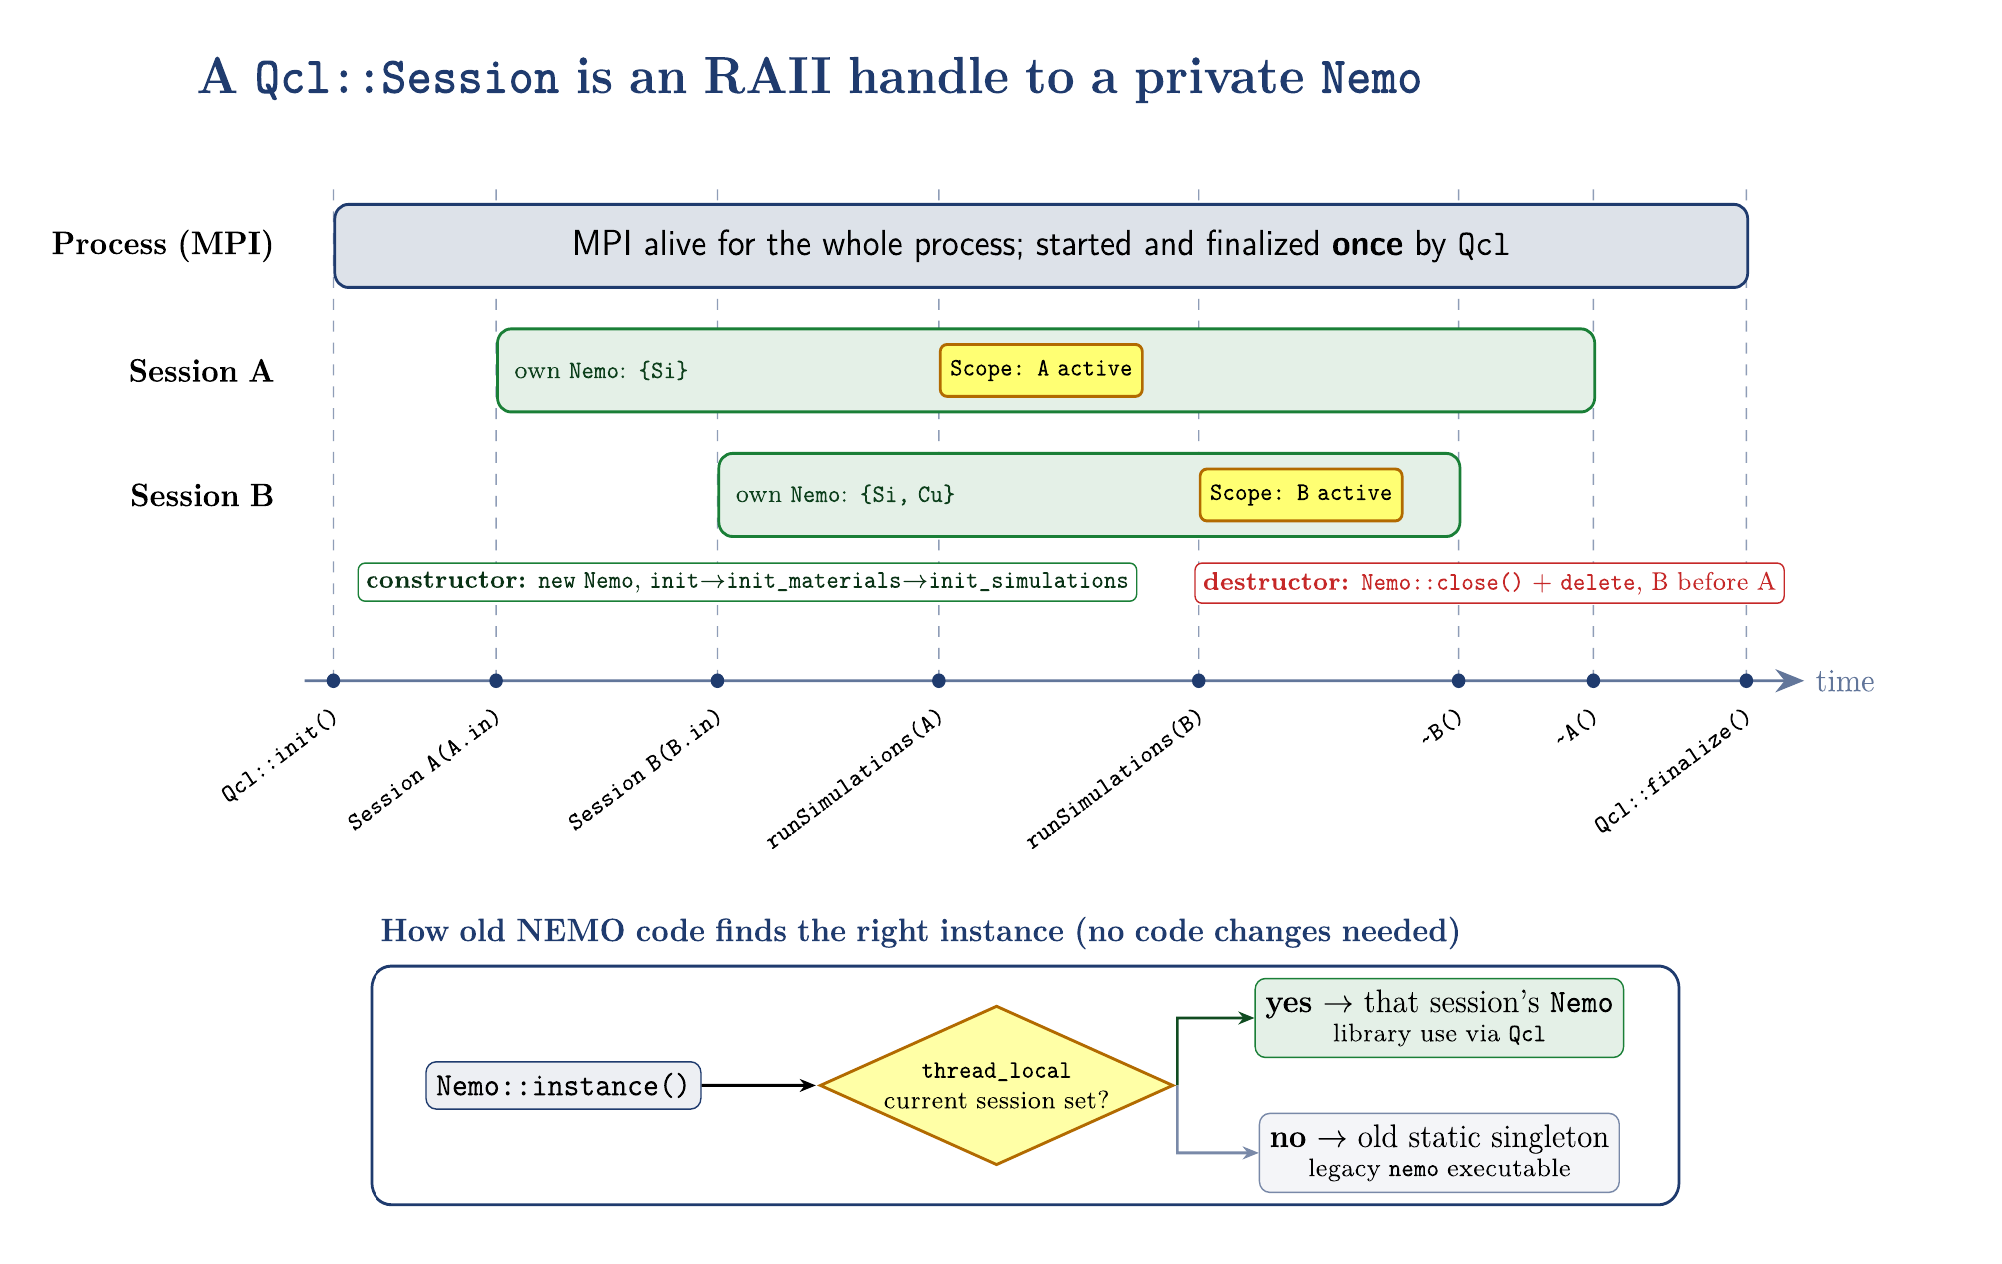 A Qcl::Session is an RAII handle to a private Nemo
Process (MPI)
MPI alive for the whole process; started and finalized once by Qcl
Session A
own Nemo: {Si}
Scope: A active
Session B
own Nemo: {Si, Cu}
Scope: B active
constructor: new Nemo, init→init_materials→init_simulations
destructor: Nemo::close() + delete, B before A
time
Qcl::init()
Session A(A.in)
Session B(B.in)
runSimulations(A)
runSimulations(B)
~B()
~A()
Qcl::finalize()
How old NEMO code finds the right instance (no code changes needed)
Nemo::instance()
thread_local
current session set?
yes → that session's Nemo
library use via Qcl
no → old static singleton
legacy nemo executable